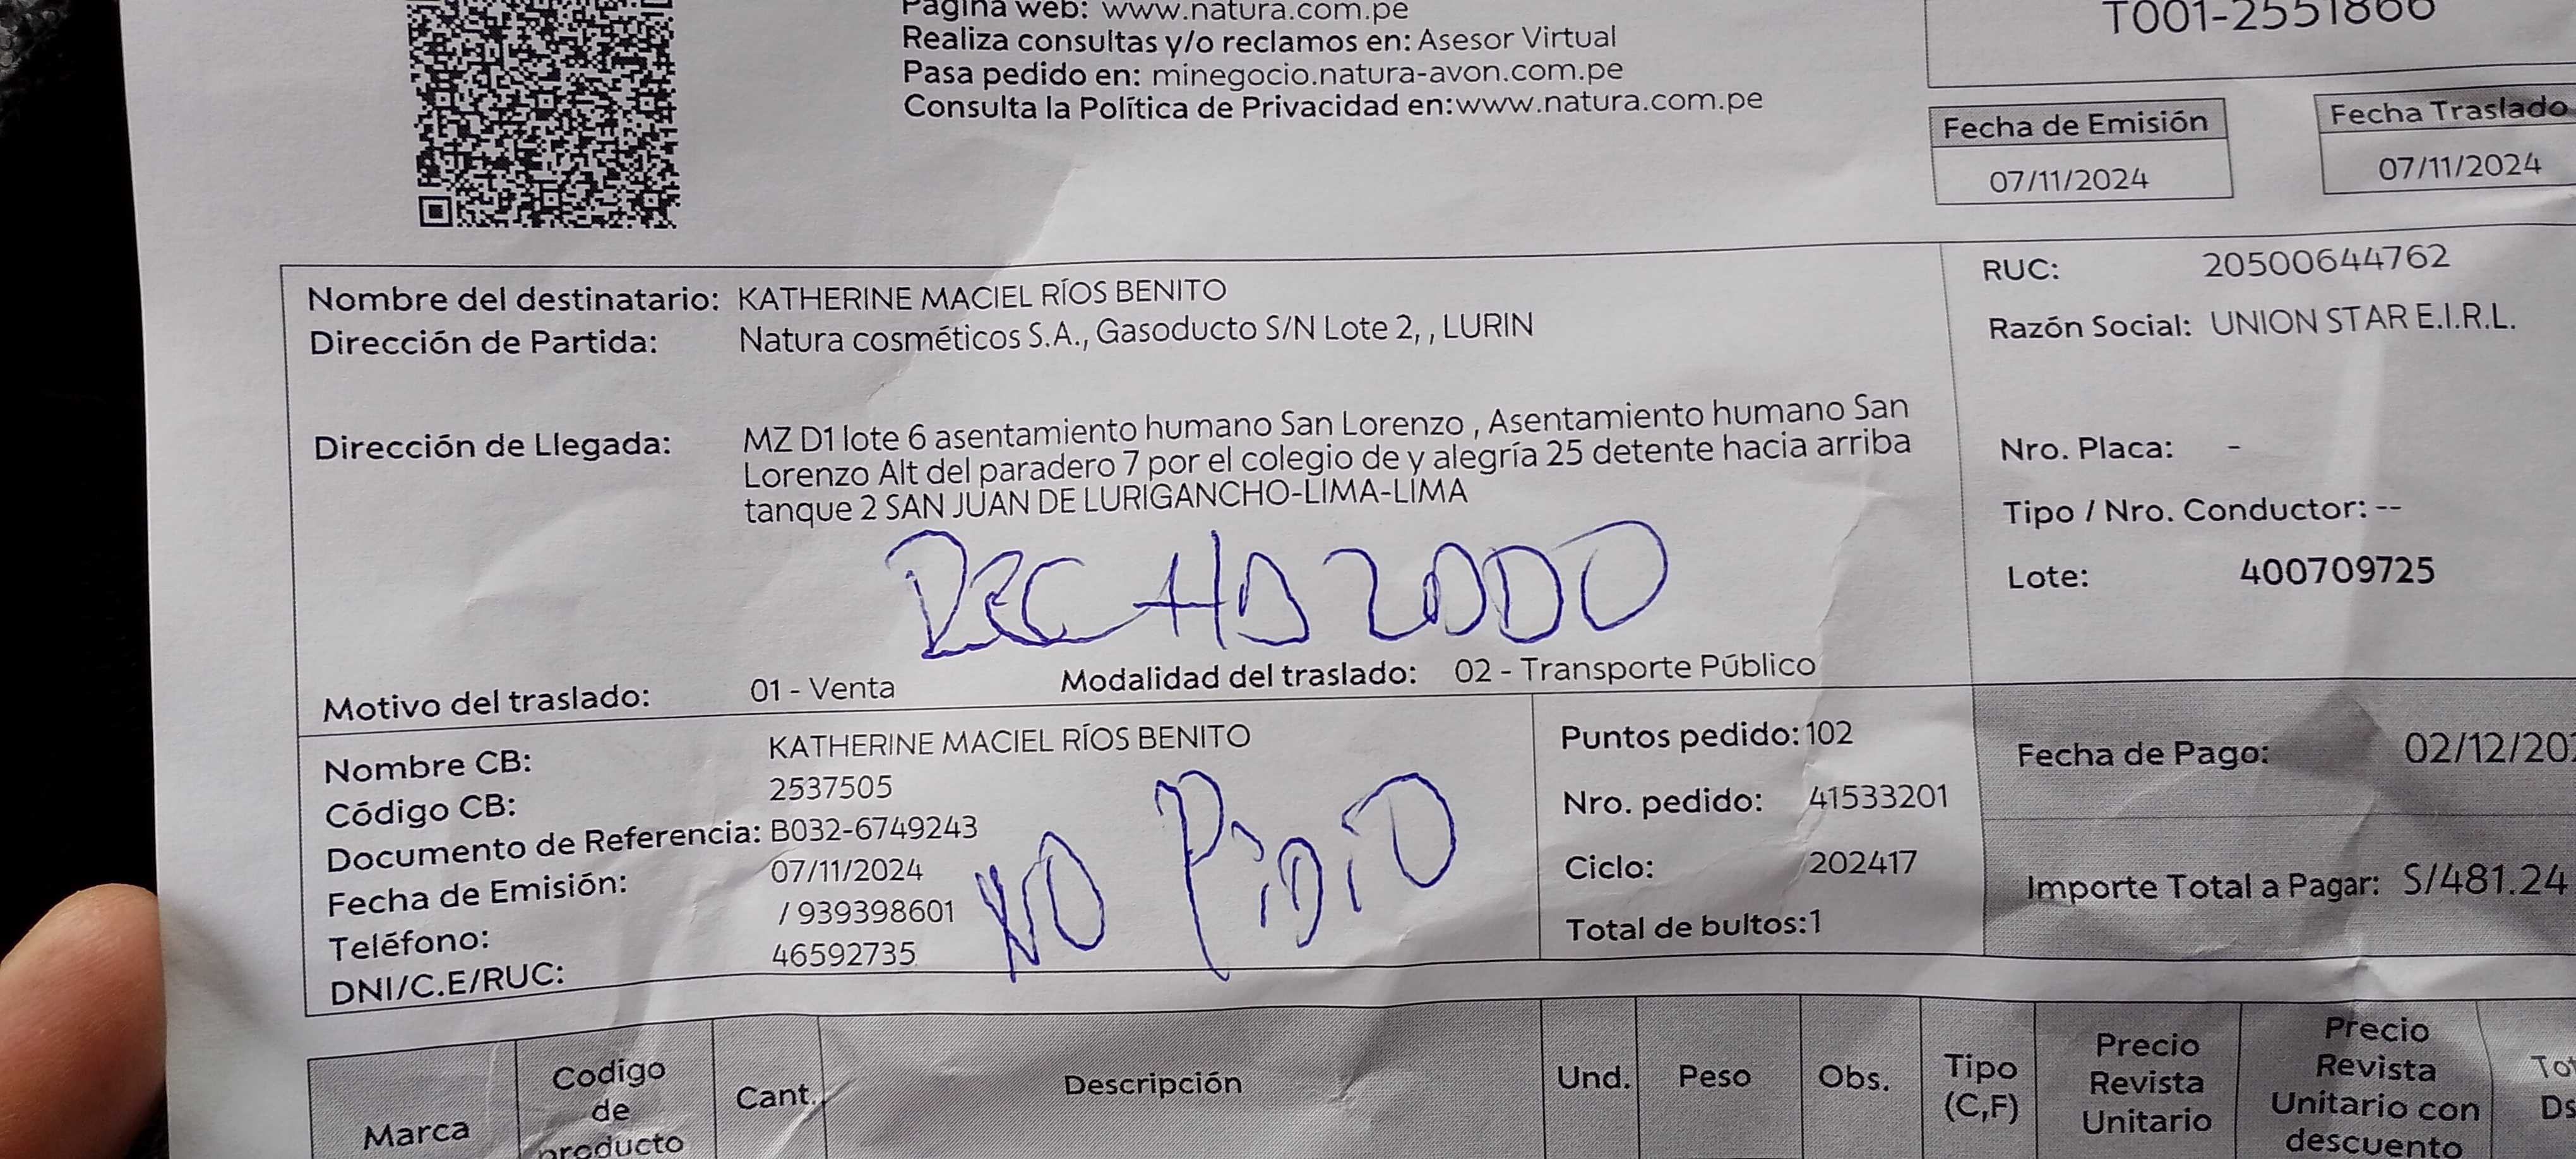 Pagina web: www.natura.com.pe
Realiza consultas y/o reclamos en: Asesor Virtual
Pasa pedido en: minegocio.natura-avon.com.pe
Consulta la Política de Privacidad en:www.natura.com.pe
T001-2551866
Fecha de Emisión
07/11/2024
Fecha Traslado
07/11/2024
Nombre del destinatario: KATHERINE MACIEL RÍOS BENITO
Dirección de Partida: Natura cosméticos S.A., Gasoducto S/N Lote 2, , LURIN
Dirección de Llegada: MZ D1 lote 6 asentamiento humano San Lorenzo , Asentamiento humano San
Lorenzo Alt del paradero 7 por el colegio de y alegría 25 detente hacia arriba
tanque 2 SAN JUAN DE LURIGANCHO-LIMA-LIMA
Motivo del traslado: 01 - Venta Modalidad del traslado: 02 - Transporte Público
RUC: 20500644762
Razón Social: UNION STAR E.I.R.L.
Nro. Placa: -
Tipo / Nro. Conductor: --
Lote: 400709725
Nombre CB: KATHERINE MACIEL RÍOS BENITO
Código CB: 2537505
Documento de Referencia: B032-6749243
Fecha de Emisión: 07/11/2024
Teléfono: / 939398601
DNI/C.E/RUC: 46592735
NO PIDIO
Puntos pedido: 102
Nro. pedido: 41533201
Ciclo: 202417
Total de bultos:1
Fecha de Pago: 02/12/202
Importe Total a Pagar: S/481.24
Marca
Codigo de producto
Cant.
Descripción
Und.
Peso
Obs.
Tipo (C,F)
Precio Revista Unitario
Precio Revista Unitario con descuento